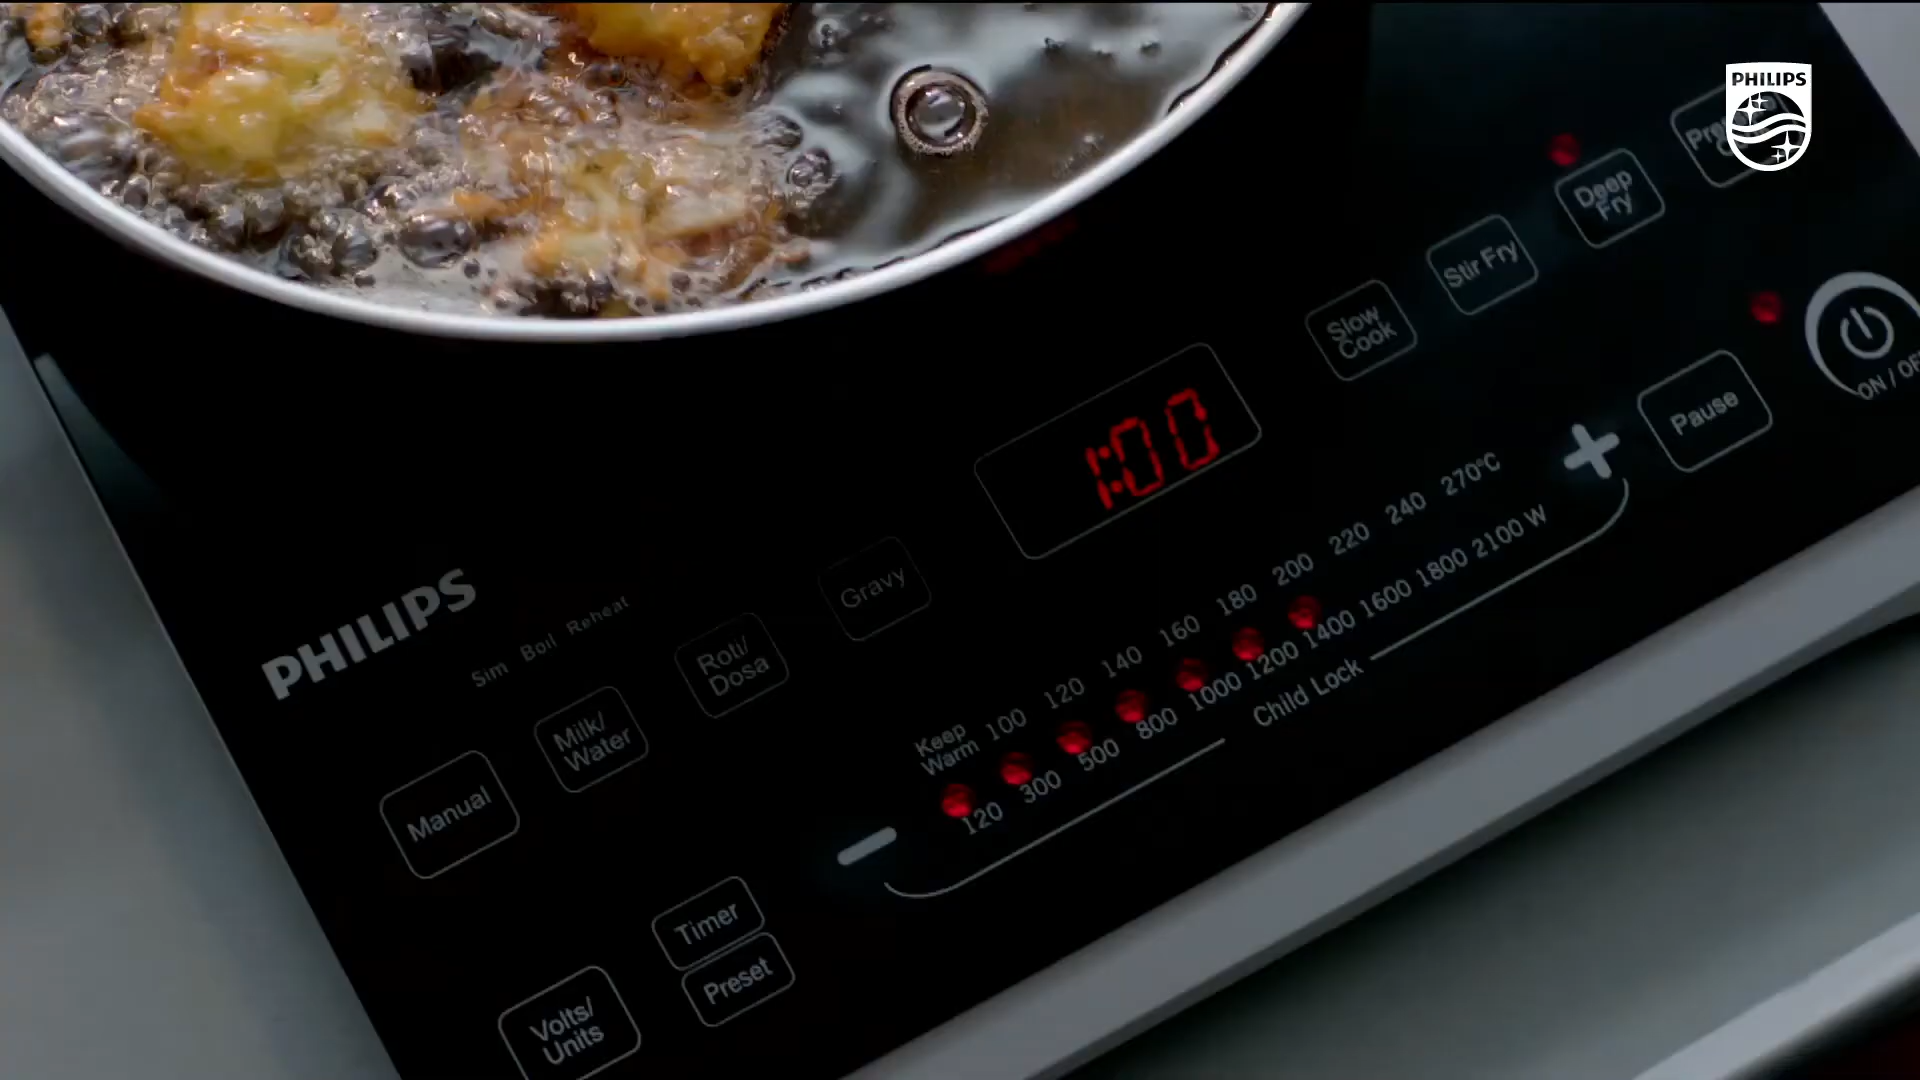 PHILIPS
Deep
Fry
Stir Fry
Slow
Cook
ON / OFF
Pause
1:00
PHILIPS
Sim Boil Reheat
Gravy
Roti/
Dosa
Milk/
Water
Manual
Keep
Warm 100 120 140 160 180 200 220 240 270°C
120 300 500 800 1000 1200 1400 1600 1800 2100 W
Child Lock
Timer
Preset
Volts/
Units